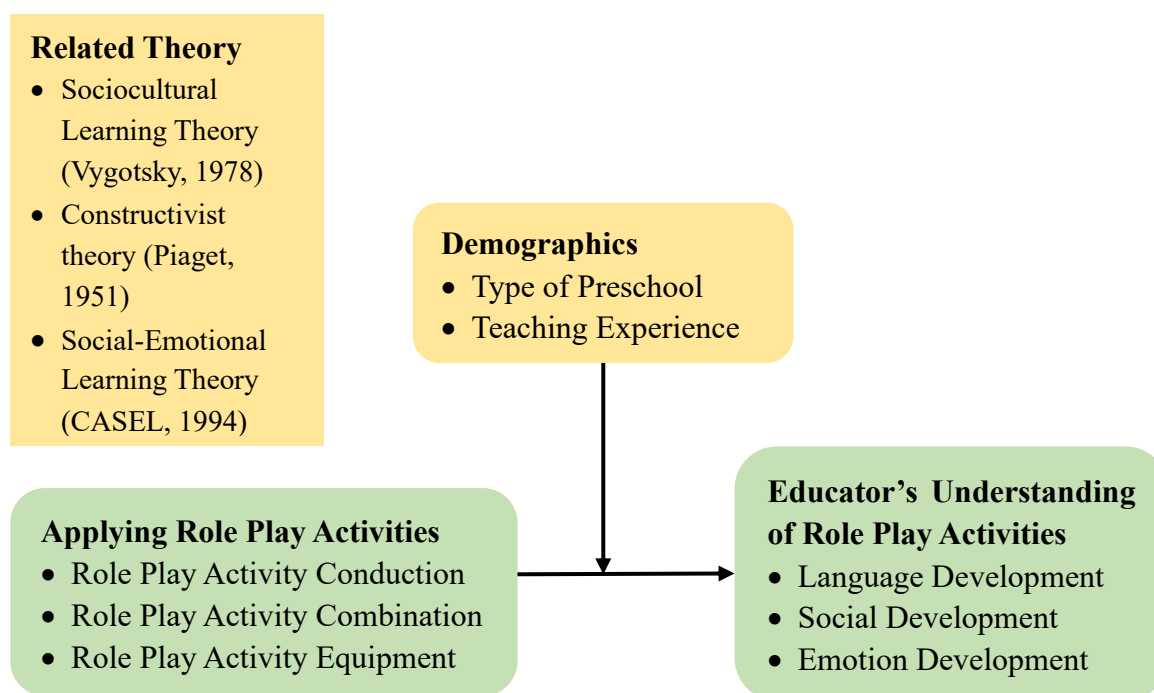 Related Theory
• Sociocultural
Learning Theory
(Vygotsky, 1978)
• Constructivist
theory (Piaget,
1951)
• Social-Emotional
Learning Theory
(CASEL, 1994)
Demographics
• Type of Preschool
• Teaching Experience
Applying Role Play Activities
• Role Play Activity Conduction
• Role Play Activity Combination
• Role Play Activity Equipment
Educator’s Understanding
of Role Play Activities
• Language Development
• Social Development
• Emotion Development